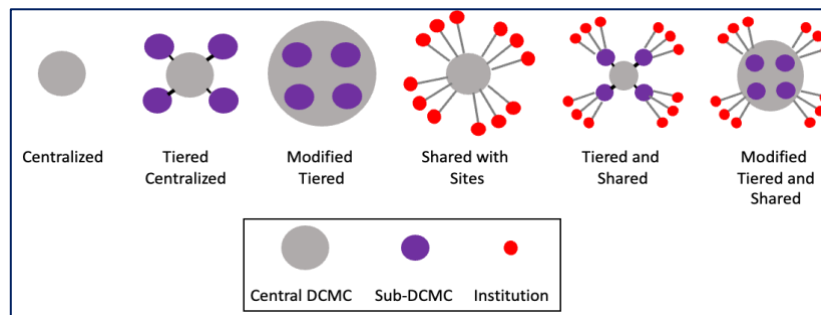 Centralized
Tiered
Centralized
Modified
Tiered
Shared with
Sites
Tiered and
Shared
Modified
Tiered and
Shared
Central DCMC
Sub-DCMC
Institution